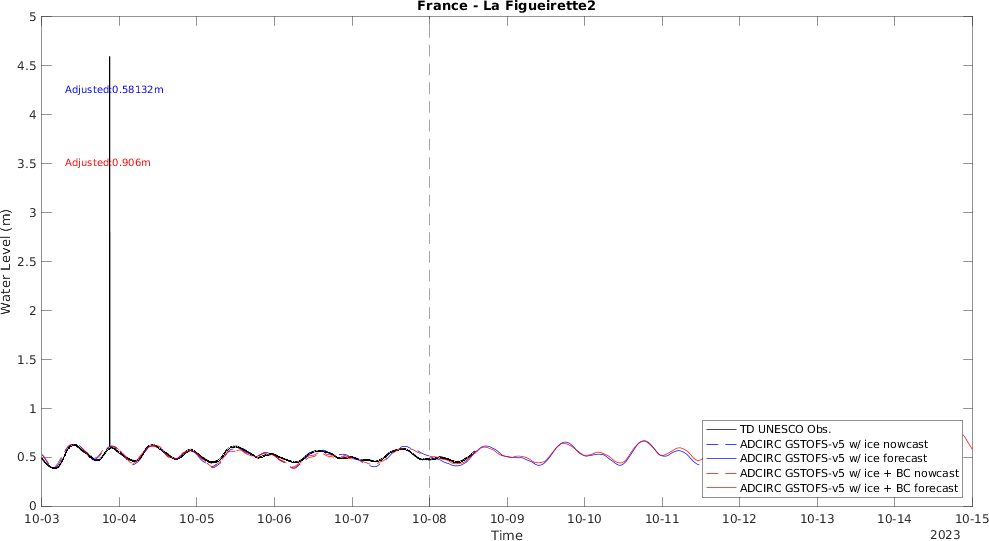 France - La Figueirette2
Water Level (m)
5
4.5
4
3.5
3
2.5
2
1.5
1
0.5
0
Adjusted:0.58132m
Adjusted:0.906m
TD UNESCO Obs.
ADCIRC GSTOFS-v5 w/ ice nowcast
ADCIRC GSTOFS-v5 w/ ice forecast
ADCIRC GSTOFS-v5 w/ ice + BC nowcast
ADCIRC GSTOFS-v5 w/ ice + BC forecast
10-03 10-04 10-05 10-06 10-07 10-08 10-09 10-10 10-11 10-12 10-13 10-14 10-15
Time
2023